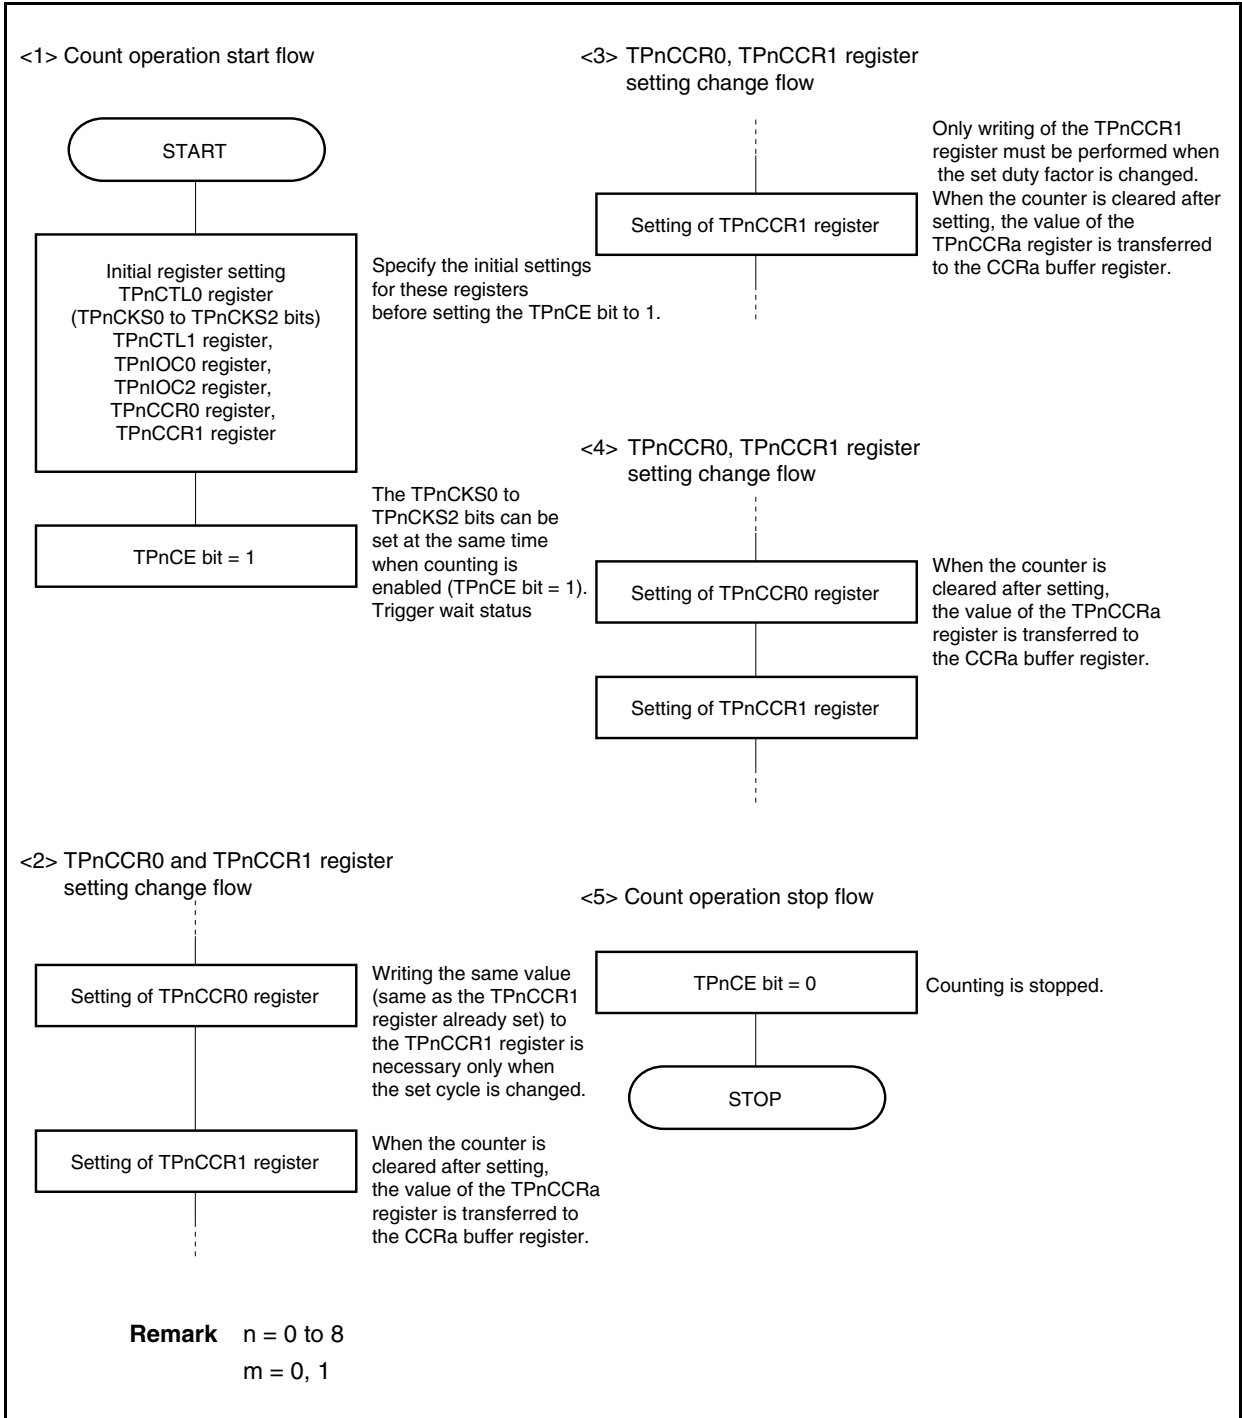 <1> Count operation start flow
START
Initial register setting
TPnCTL0 register
(TPnCKS0 to TPnCKS2 bits)
TPnCTL1 register,
TPnIOC0 register,
TPnIOC2 register,
TPnCCR0 register,
TPnCCR1 register
Specify the initial settings
for these registers
before setting the TPnCE bit to 1.
TPnCE bit = 1
The TPnCKS0 to
TPnCKS2 bits can be
set at the same time
when counting is
enabled (TPnCE bit = 1).
Trigger wait status
<2> TPnCCR0 and TPnCCR1 register
setting change flow
Setting of TPnCCR0 register
Writing the same value
(same as the TPnCCR1
register already set) to
the TPnCCR1 register is
necessary only when
the set cycle is changed.
Setting of TPnCCR1 register
When the counter is
cleared after setting,
the value of the TPnCCRa
register is transferred to
the CCRa buffer register.
<3> TPnCCR0, TPnCCR1 register
setting change flow
Setting of TPnCCR1 register
Only writing of the TPnCCR1
register must be performed when
the set duty factor is changed.
When the counter is cleared after
setting, the value of the
TPnCCRa register is transferred
to the CCRa buffer register.
<4> TPnCCR0, TPnCCR1 register
setting change flow
Setting of TPnCCR0 register
When the counter is
cleared after setting,
the value of the TPnCCRa
register is transferred to
the CCRa buffer register.
Setting of TPnCCR1 register
<5> Count operation stop flow
TPnCE bit = 0
Counting is stopped.
STOP
Remark n = 0 to 8
m = 0, 1